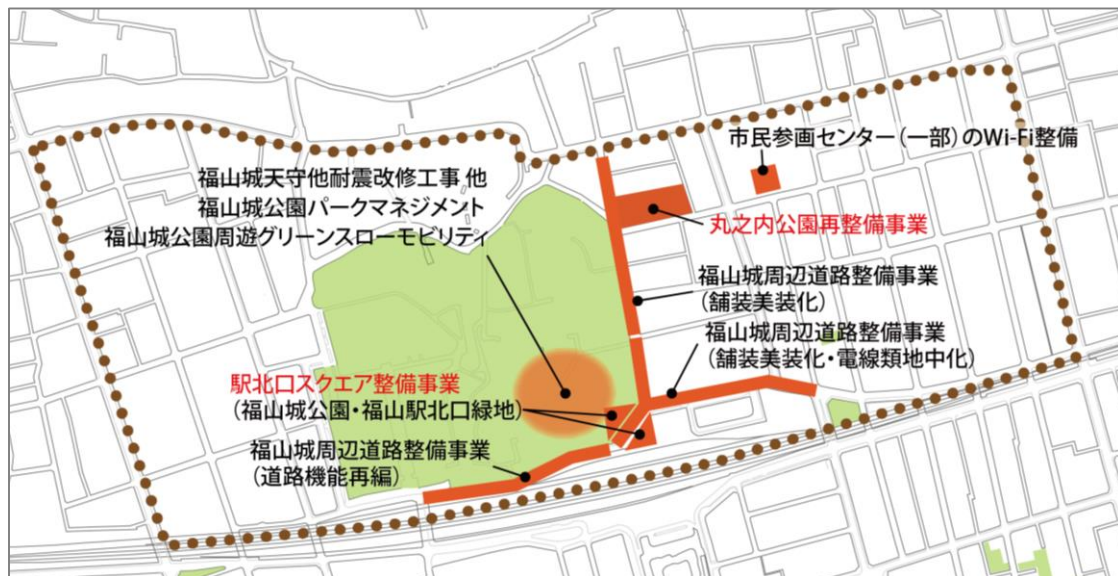 市民参画センター（一部）のWi-Fi整備
福山城天守他耐震改修工事 他
福山城公園パークマネジメント
福山城公園周遊グリーンスローモビリティ
丸之内公園再整備事業
福山城周辺道路整備事業
（舗装美装化）
福山城周辺道路整備事業
（舗装美装化・電線類地中化）
駅北口スクエア整備事業
（福山城公園・福山駅北口緑地）
福山城周辺道路整備事業
（道路機能再編）